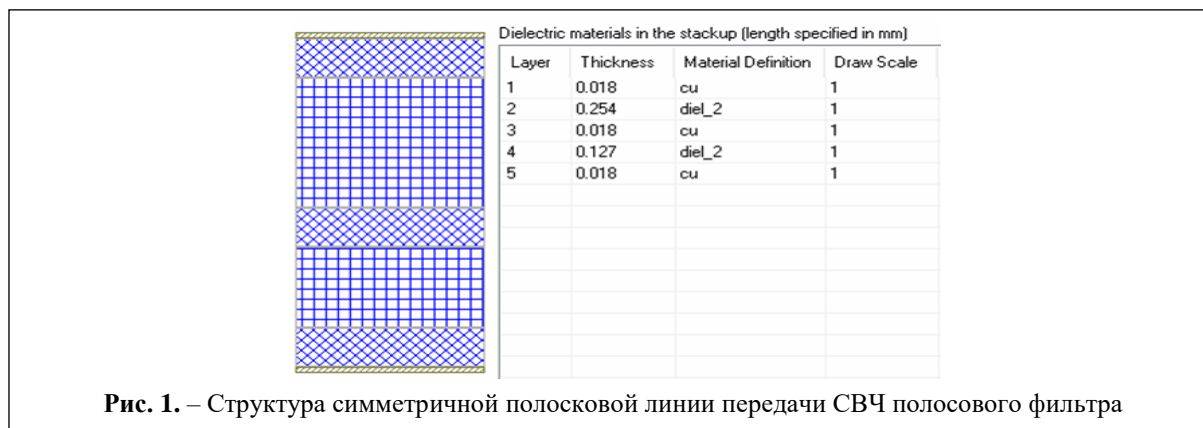 Dielectric materials in the stackup (length specified in mm)
Layer Thickness Material Definition Draw Scale
1 0.018 cu 1
2 0.254 diel_2 1
3 0.018 cu 1
4 0.127 diel_2 1
5 0.018 cu 1
Рис. 1. – Структура симметричной полосковой линии передачи СВЧ полосового фильтра